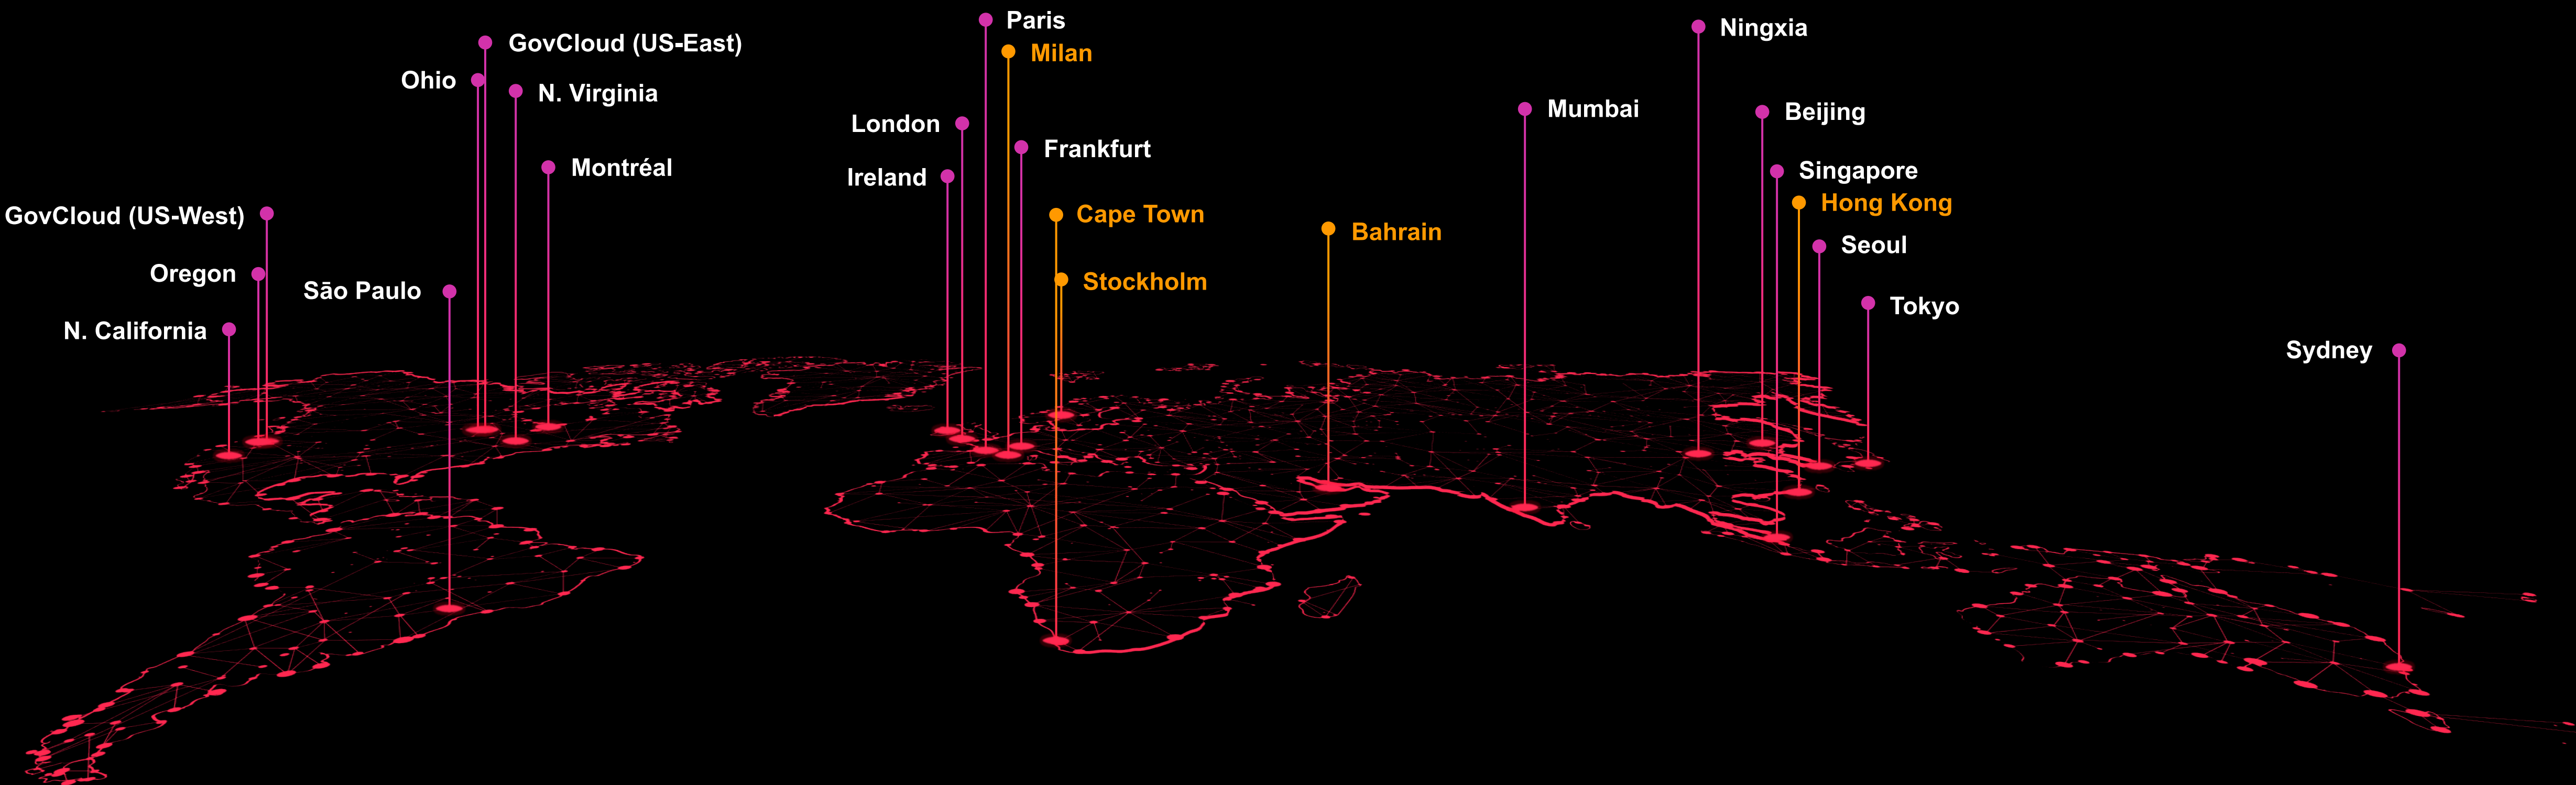 Paris
Ningxia
GovCloud (US-East)
Milan
Ohio
N. Virginia
Mumbai
Beijing
London
Frankfurt
Montréal
Singapore
Ireland
Hong Kong
GovCloud (US-West)
Cape Town
Bahrain
Seoul
Oregon
Stockholm
São Paulo
Tokyo
N. California
Sydney